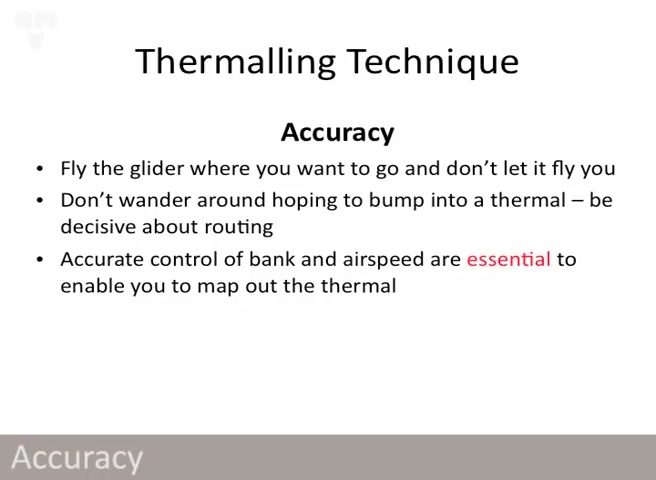 Thermalling Technique
Accuracy
• Fly the glider where you want to go and don't let it fly you
• Don't wander around hoping to bump into a thermal – be
decisive about routing
• Accurate control of bank and airspeed are essential to
enable you to map out the thermal
Accuracy